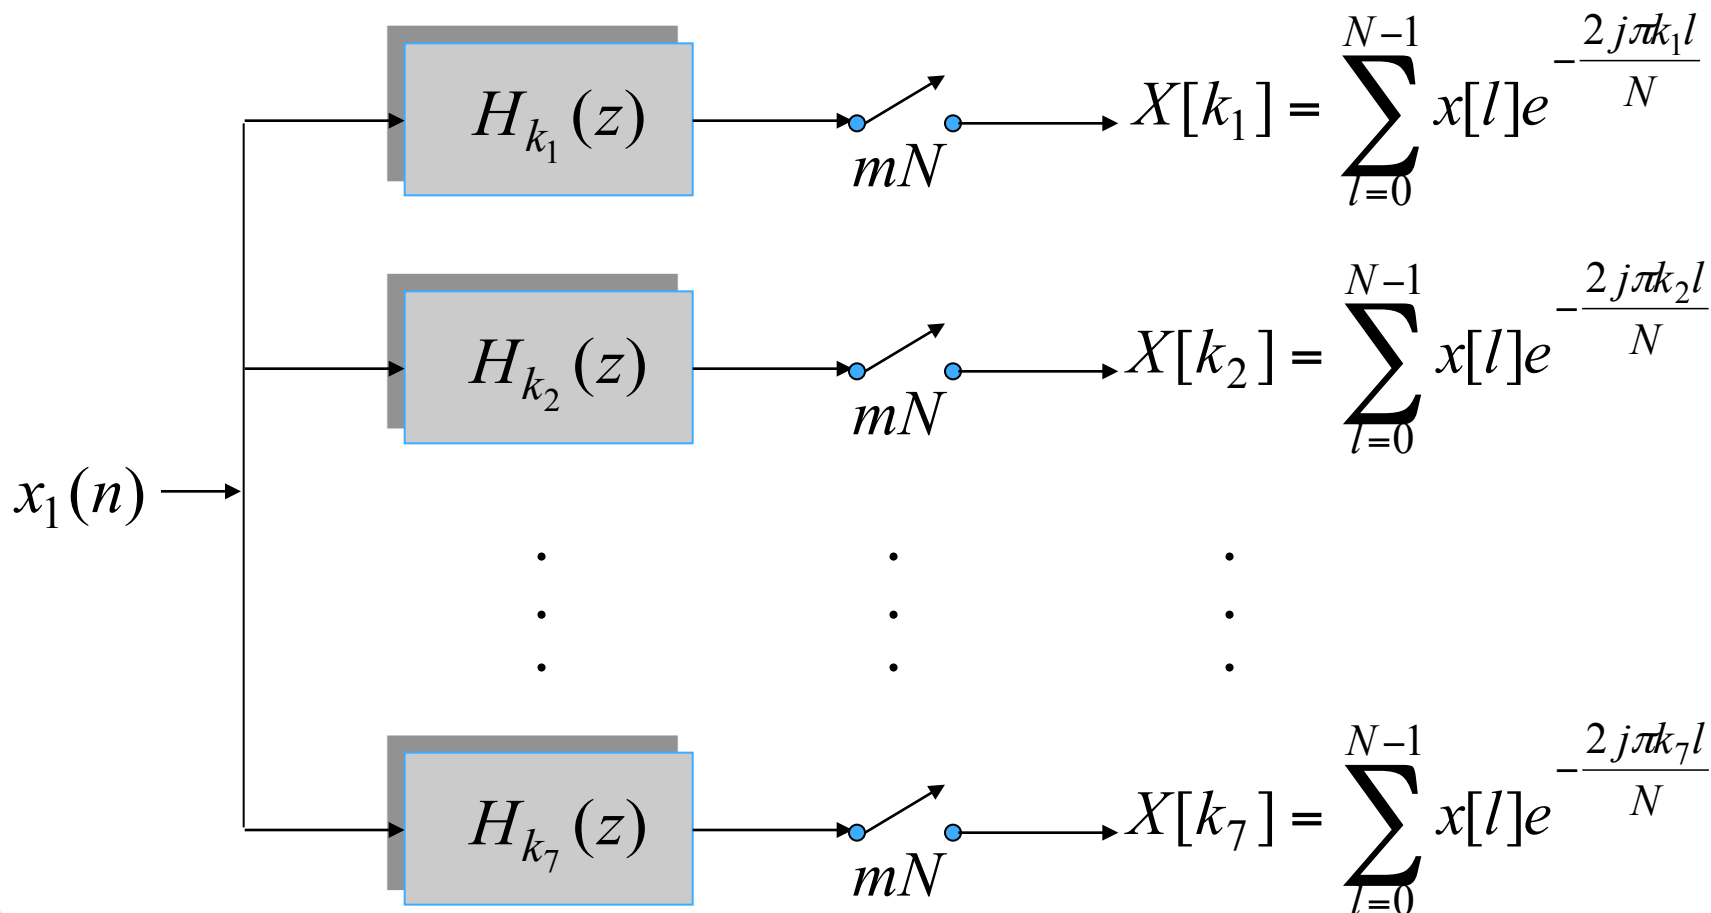 H_{k_1}(z) mN X[k_1] = \sum_{l=0}^{N-1} x[l]e^{-\frac{2j\pi k_1 l}{N}}
H_{k_2}(z) mN X[k_2] = \sum_{l=0}^{N-1} x[l]e^{-\frac{2j\pi k_2 l}{N}}
x_1(n)
. . .
. . .
. . .
H_{k_7}(z) mN X[k_7] = \sum_{l=0}^{N-1} x[l]e^{-\frac{2j\pi k_7 l}{N}}